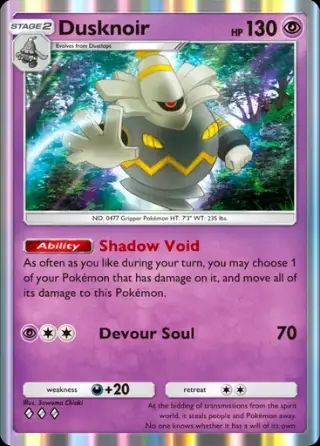 STAGE 2 Dusknoir HP 130
Evolves from Dusclops
NO. 0477 Gripper Pokémon HT: 7'3" WT: 235 lbs.
Ability Shadow Void
As often as you like during your turn, you may choose 1
of your Pokémon that has damage on it, and move all of
its damage to this Pokémon.
Devour Soul 70
weakness +20 retreat
Illus. Sowsow Chiaki
At the bidding of transmissions from the spirit
world, it steals people and Pokémon away.
No one knows whether it has a will of its own.